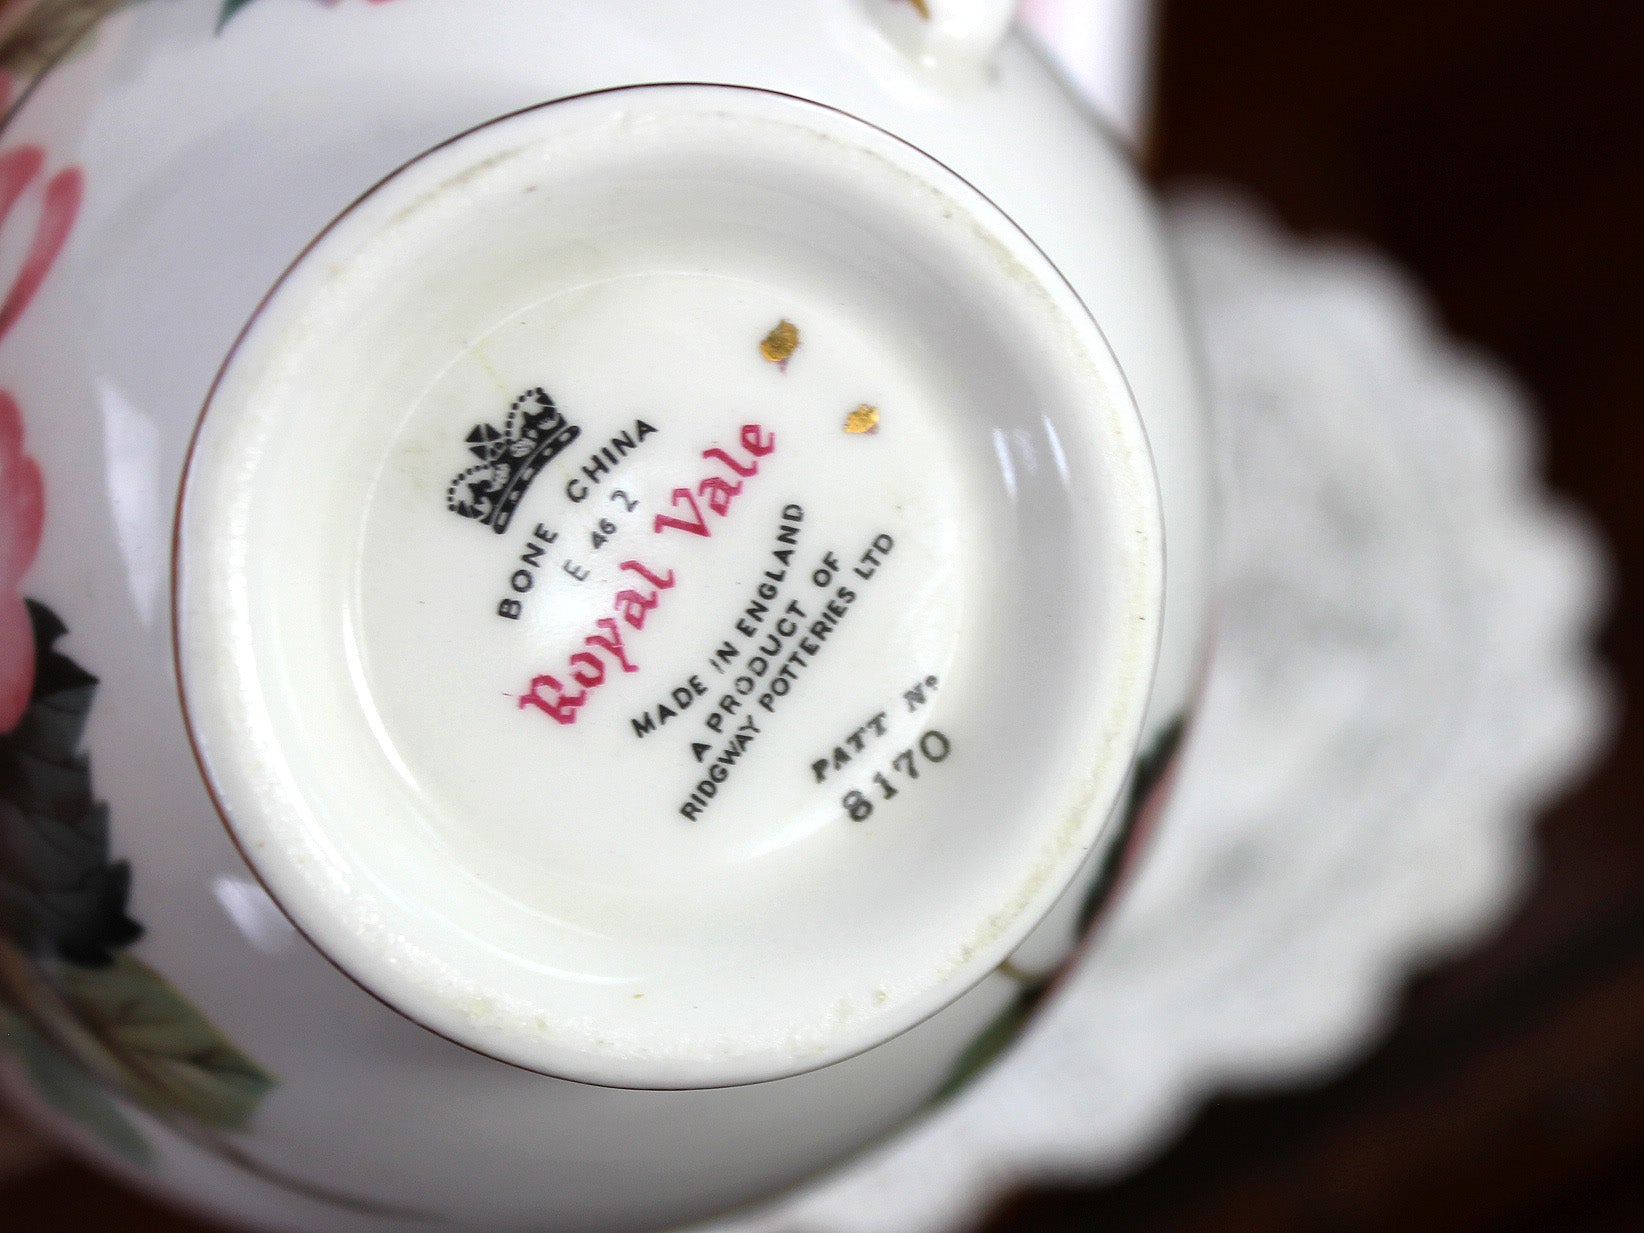 BONE CHINA
E 46 2
Royal Vale
MADE IN ENGLAND
A PRODUCT OF
RIDGWAY POTTERIES LTD
PATT Nº
8170